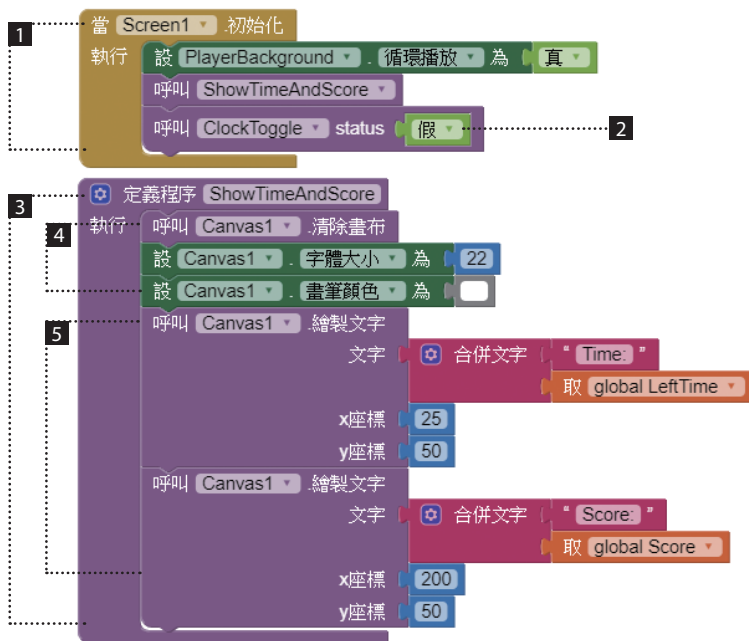 1
當 Screen1 .初始化
執行 設 PlayerBackground . 循環播放 為 真
呼叫 ShowTimeAndScore
呼叫 ClockToggle status 假
2
3
定義程序 ShowTimeAndScore
4
執行 呼叫 Canvas1 .清除畫布
設 Canvas1 . 字體大小 為 22
設 Canvas1 . 畫筆顏色 為
5
呼叫 Canvas1 .繪製文字
文字 合併文字 " Time: "
取 global LeftTime
x座標 25
y座標 50
呼叫 Canvas1 .繪製文字
文字 合併文字 " Score: "
取 global Score
x座標 200
y座標 50